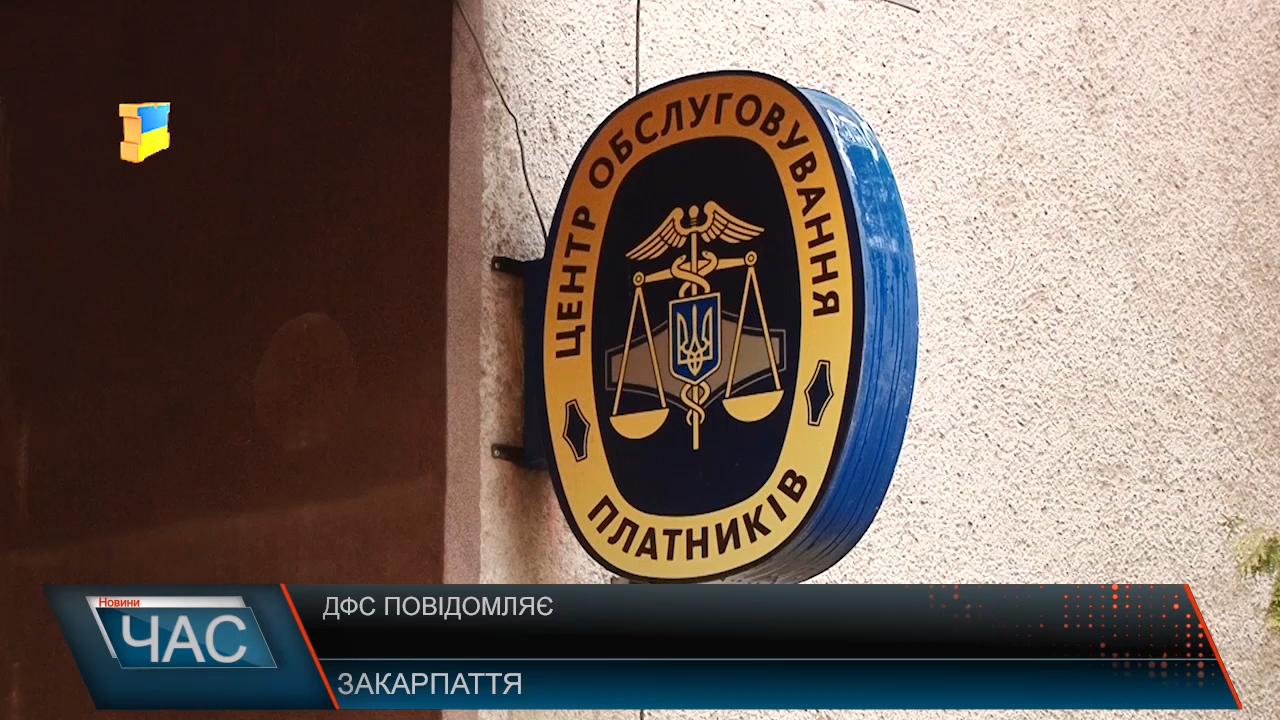 ЦЕНТР ОБСЛУГОВУВАННЯ
ПЛАТНИКІВ
Новини
ЧАС
ДФС ПОВІДОМЛЯЄ
ЗАКАРПАТТЯ